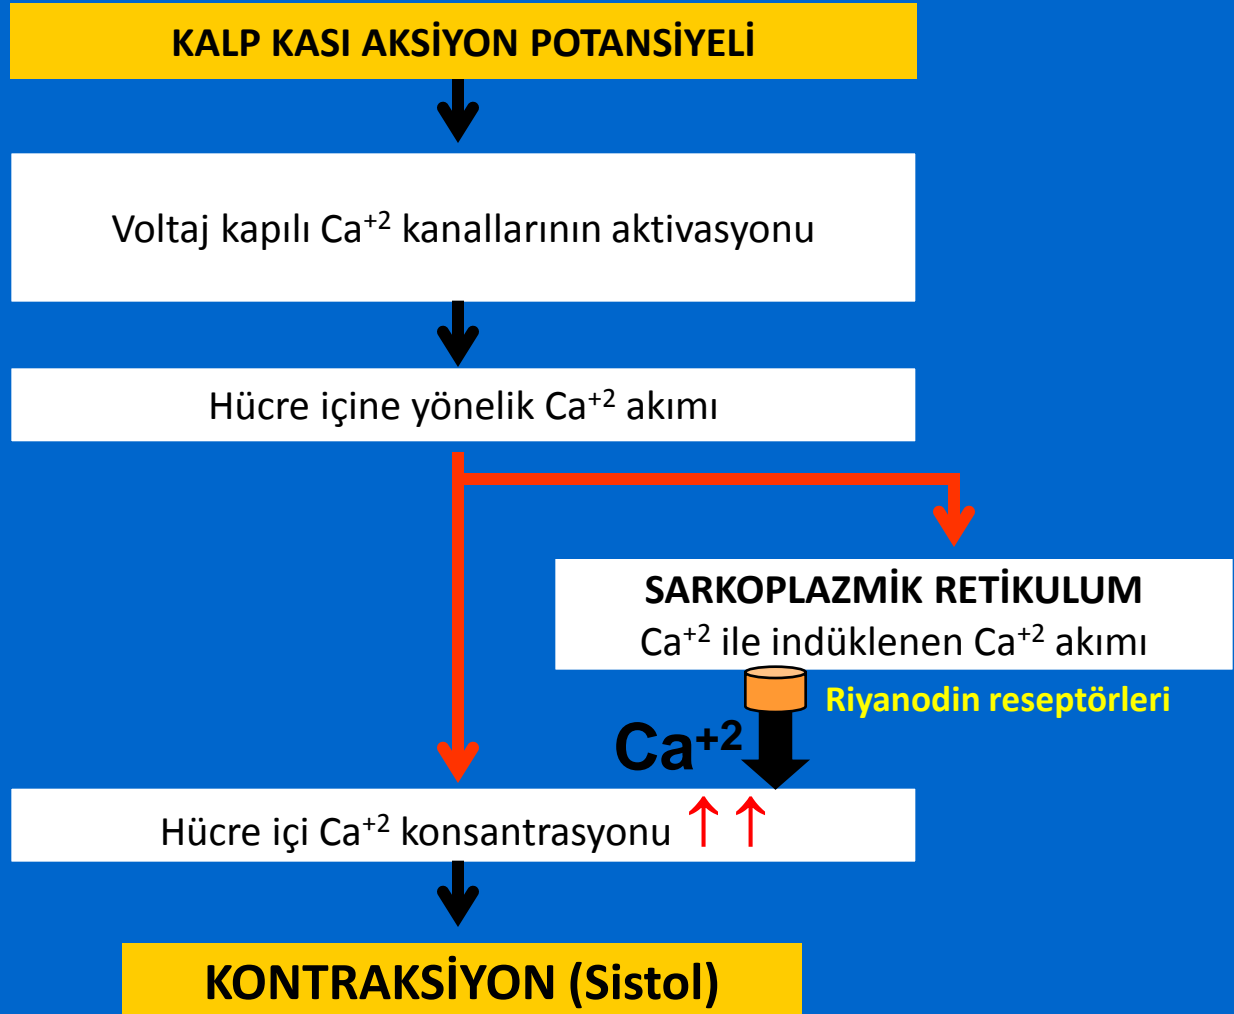 KALP KASI AKSİYON POTANSİYELİ
Voltaj kapılı Ca⁺² kanallarının aktivasyonu
Hücre içine yönelik Ca⁺² akımı
SARKOPLAZMİK RETİKULUM
Ca⁺² ile indüklenen Ca⁺² akımı
Riyanodin reseptörleri
Ca⁺²
Hücre içi Ca⁺² konsantrasyonu ↑ ↑
KONTRAKSİYON (Sistol)